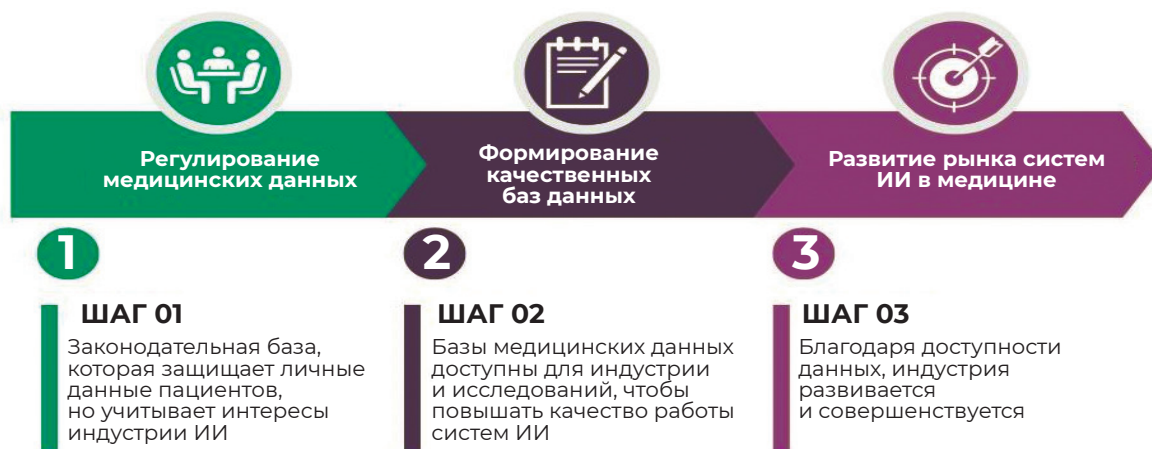 Регулирование
медицинских данных
Формирование
качественных
баз данных
Развитие рынка систем
ИИ в медицине
1
ШАГ 01
Законодательная база,
которая защищает личные
данные пациентов,
но учитывает интересы
индустрии ИИ
2
ШАГ 02
Базы медицинских данных
доступны для индустрии
и исследований, чтобы
повышать качество работы
систем ИИ
3
ШАГ 03
Благодаря доступности
данных, индустрия
развивается
и совершенствуется